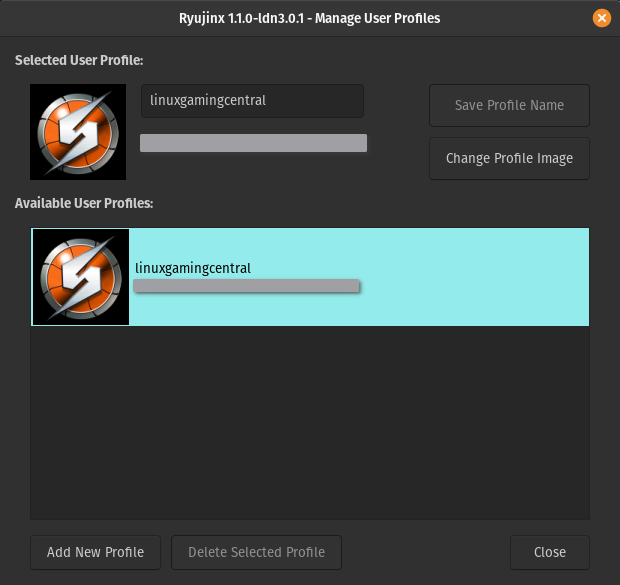 Ryujinx 1.1.0-ldn3.0.1 - Manage User Profiles
Selected User Profile:
linuxgamingcentral
Save Profile Name
Change Profile Image
Available User Profiles:
linuxgamingcentral
Add New Profile
Delete Selected Profile
Close